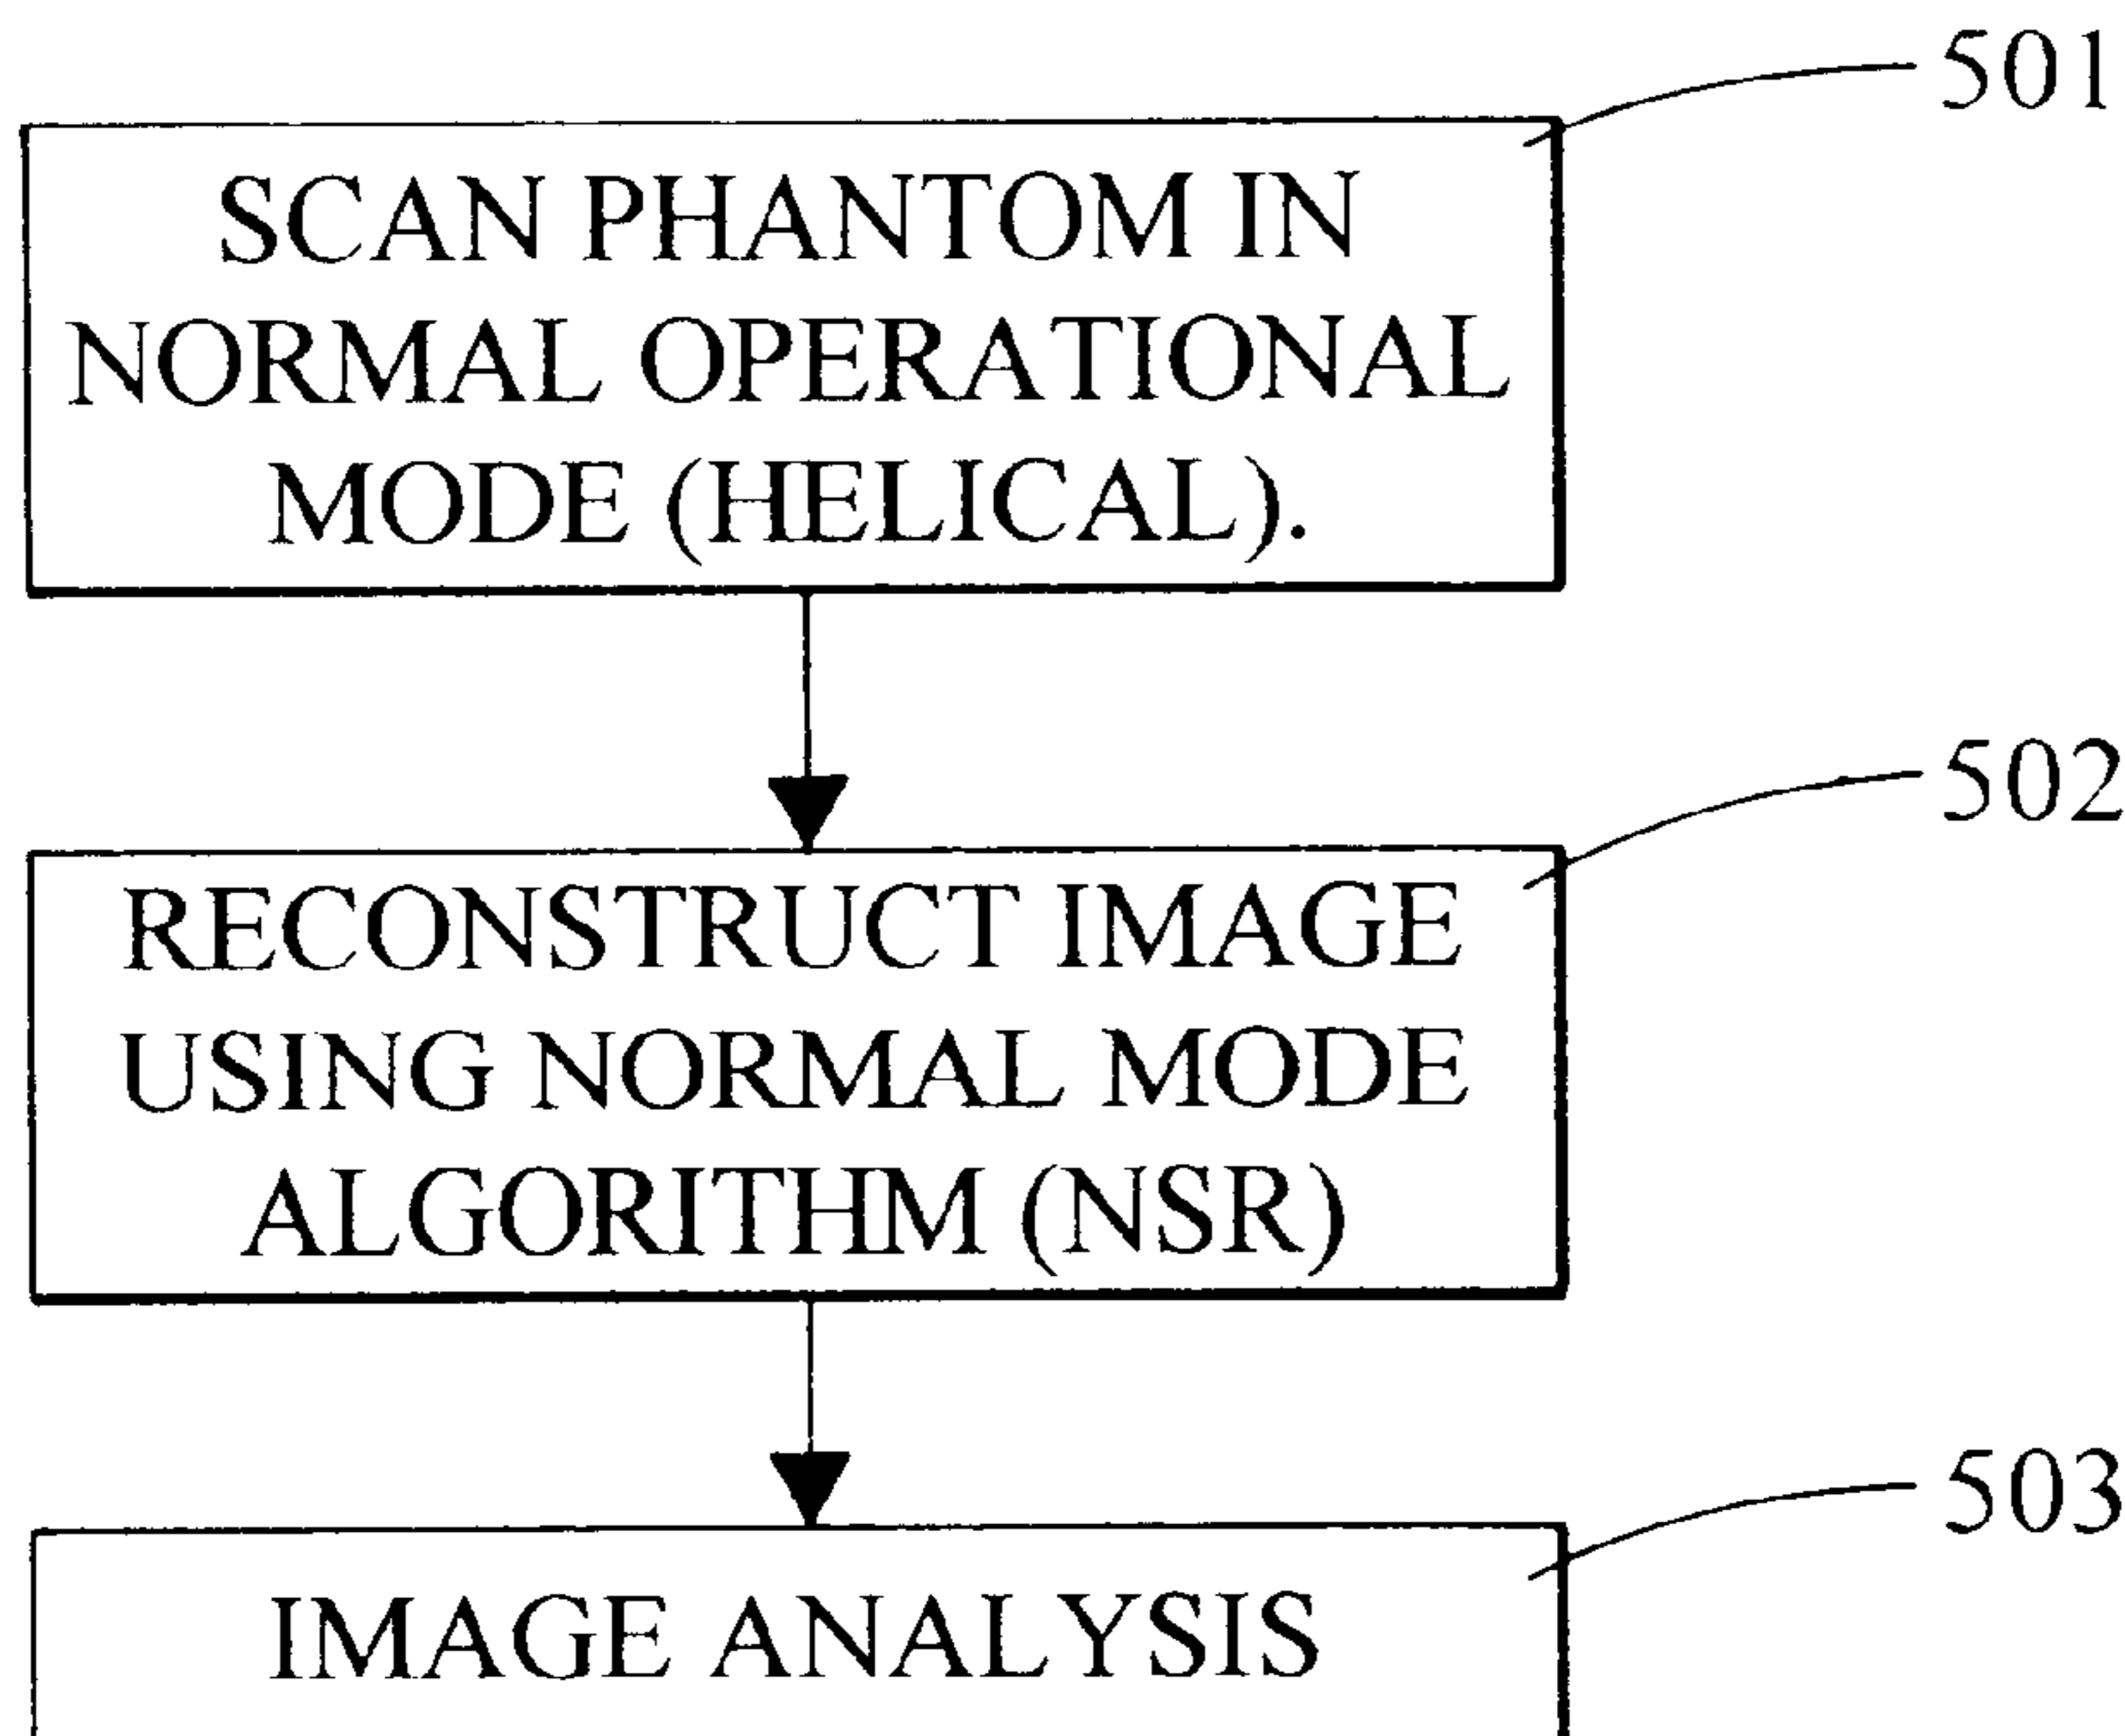 501
SCAN PHANTOM IN
NORMAL OPERATIONAL
MODE (HELICAL).
502
RECONSTRUCT IMAGE
USING NORMAL MODE
ALGORITHM (NSR)
503
IMAGE ANALYSIS